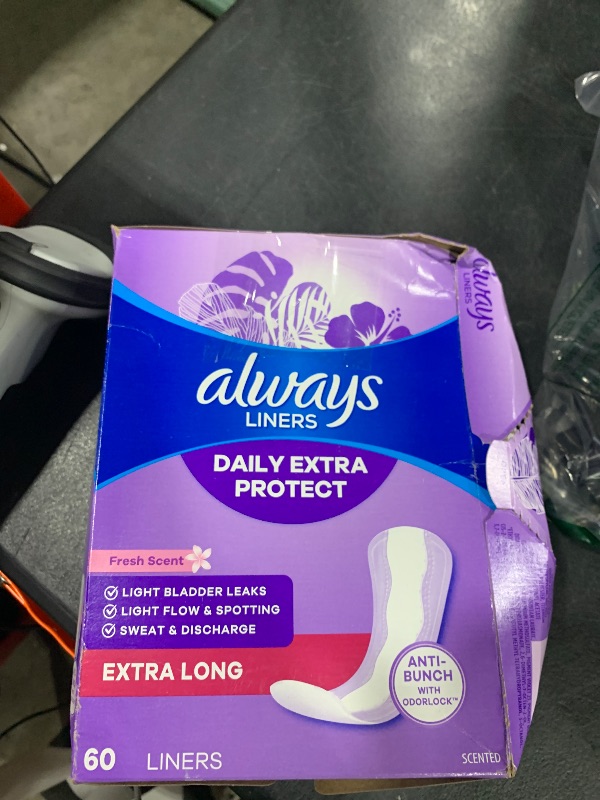 always
LINERS
DAILY EXTRA
PROTECT
Fresh Scent
LIGHT BLADDER LEAKS
LIGHT FLOW & SPOTTING
SWEAT & DISCHARGE
EXTRA LONG
ANTI-
BUNCH
WITH
ODORLOCK™
60 LINERS
SCENTED
always
LINERS